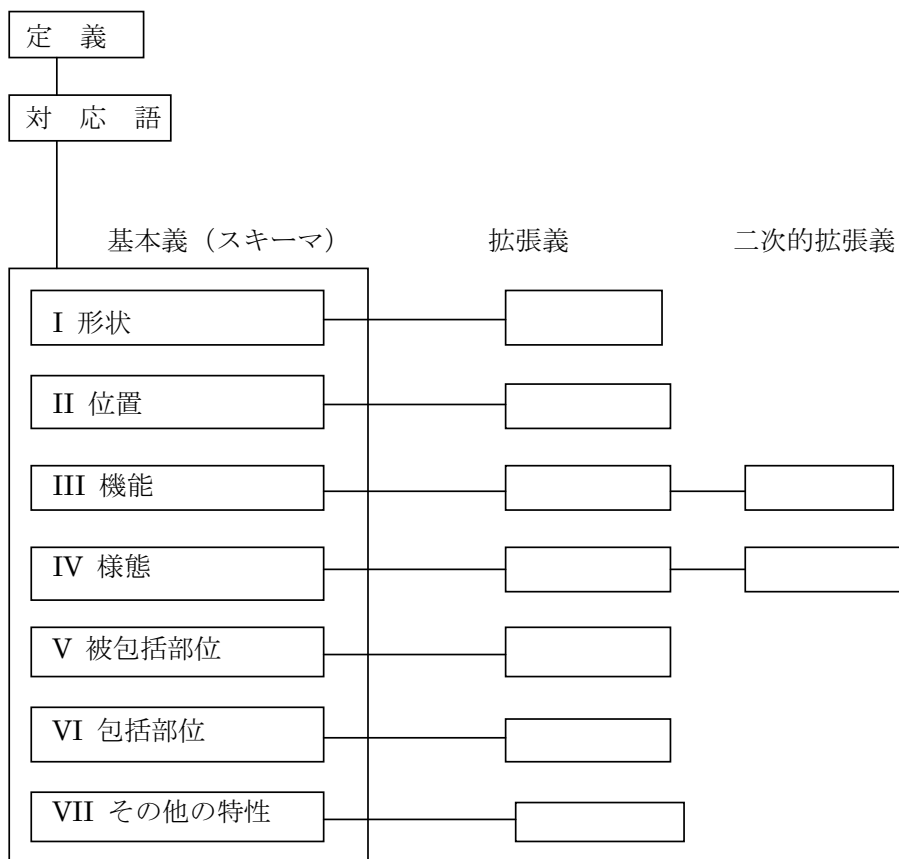 定　義
対　応　語
基本義（スキーマ）　拡張義　二次的拡張義
I 形状
II 位置
III 機能
IV 様態
V 被包括部位
VI 包括部位
VII その他の特性